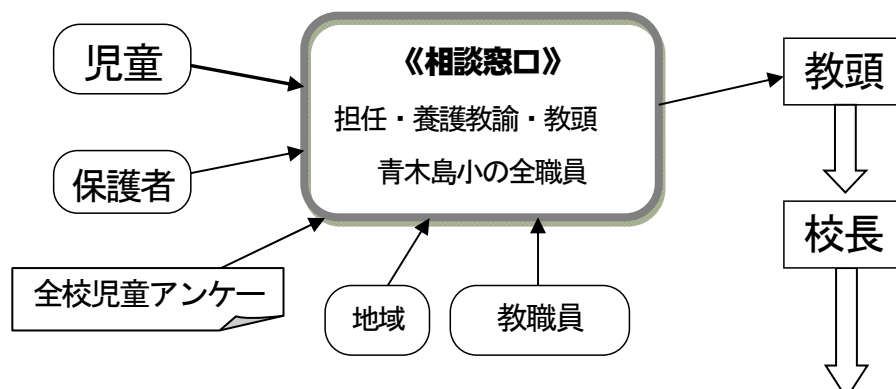 児童
《相談窓口》
担任・養護教諭・教頭
青木島小の全職員
教頭
保護者
校長
全校児童アンケー
地域
教職員